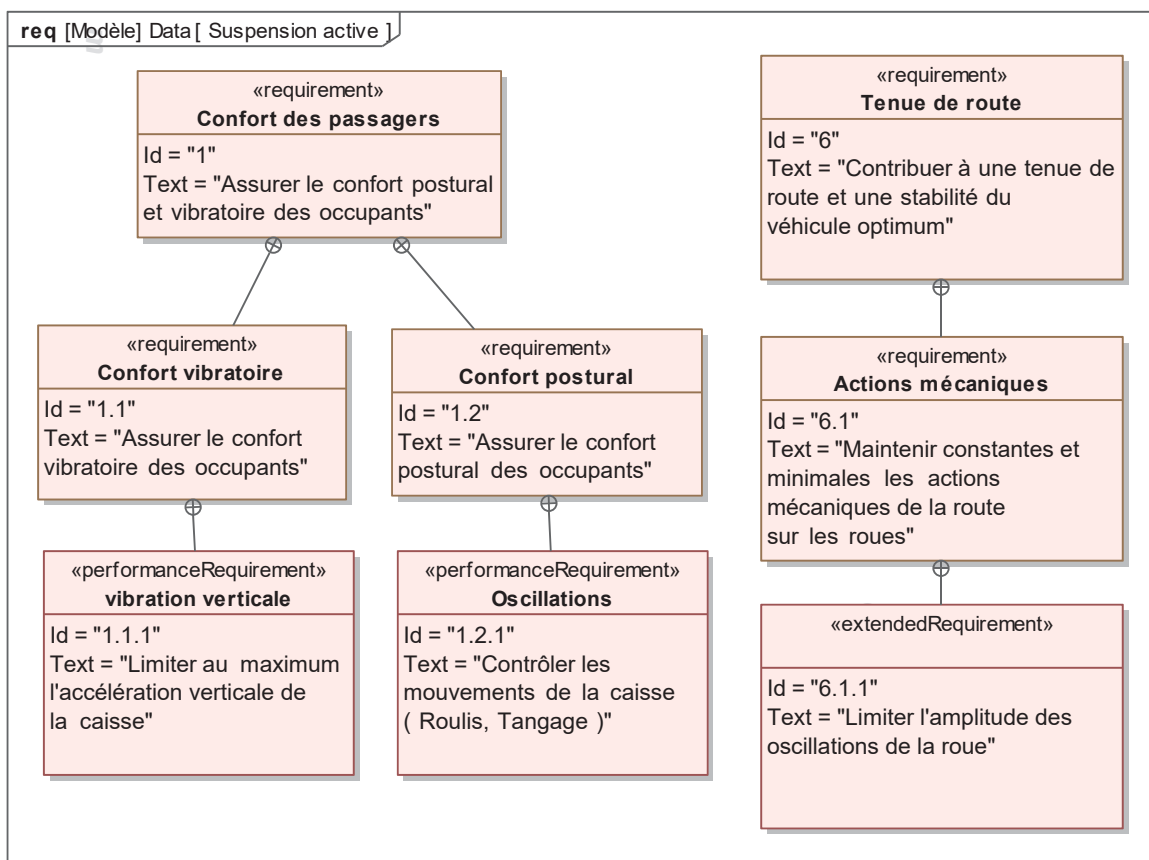 req [Modèle] Data [ Suspension active ]
«requirement»
Confort des passagers
Id = "1"
Text = "Assurer le confort postural
et vibratoire des occupants"
«requirement»
Tenue de route
Id = "6"
Text = "Contribuer à une tenue de
route et une stabilité du
véhicule optimum"
«requirement»
Confort vibratoire
Id = "1.1"
Text = "Assurer le confort
vibratoire des occupants"
«requirement»
Confort postural
Id = "1.2"
Text = "Assurer le confort
postural des occupants"
«requirement»
Actions mécaniques
Id = "6.1"
Text = "Maintenir constantes et
minimales les actions
mécaniques de la route
sur les roues"
«performanceRequirement»
vibration verticale
Id = "1.1.1"
Text = "Limiter au maximum
l'accélération verticale de
la caisse"
«performanceRequirement»
Oscillations
Id = "1.2.1"
Text = "Contrôler les
mouvements de la caisse
( Roulis, Tangage )"
«extendedRequirement»
Id = "6.1.1"
Text = "Limiter l'amplitude des
oscillations de la roue"